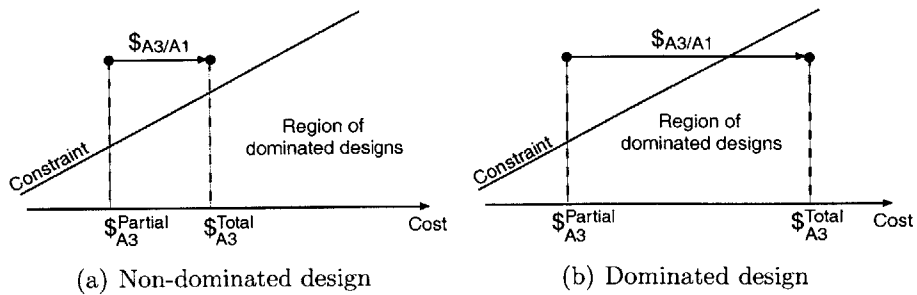 $A3/A1
Constraint
Region of
dominated designs
$Partial A3
$Total A3
Cost
(a) Non-dominated design
$A3/A1
Constraint
Region of
dominated designs
$Partial A3
$Total A3
Cost
(b) Dominated design